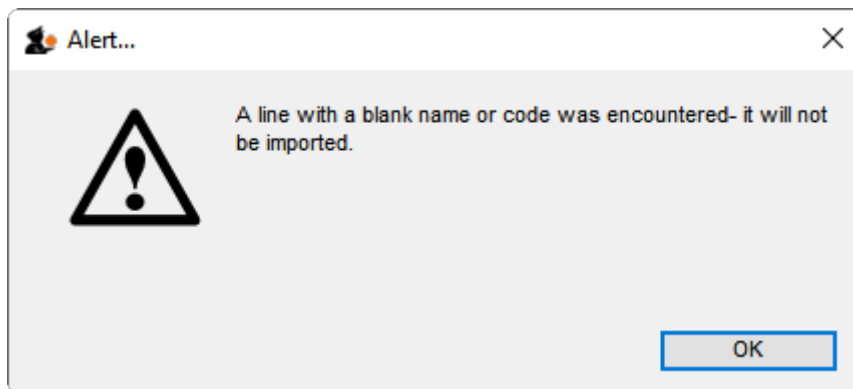 Alert...
A line with a blank name or code was encountered- it will not
be imported.
OK